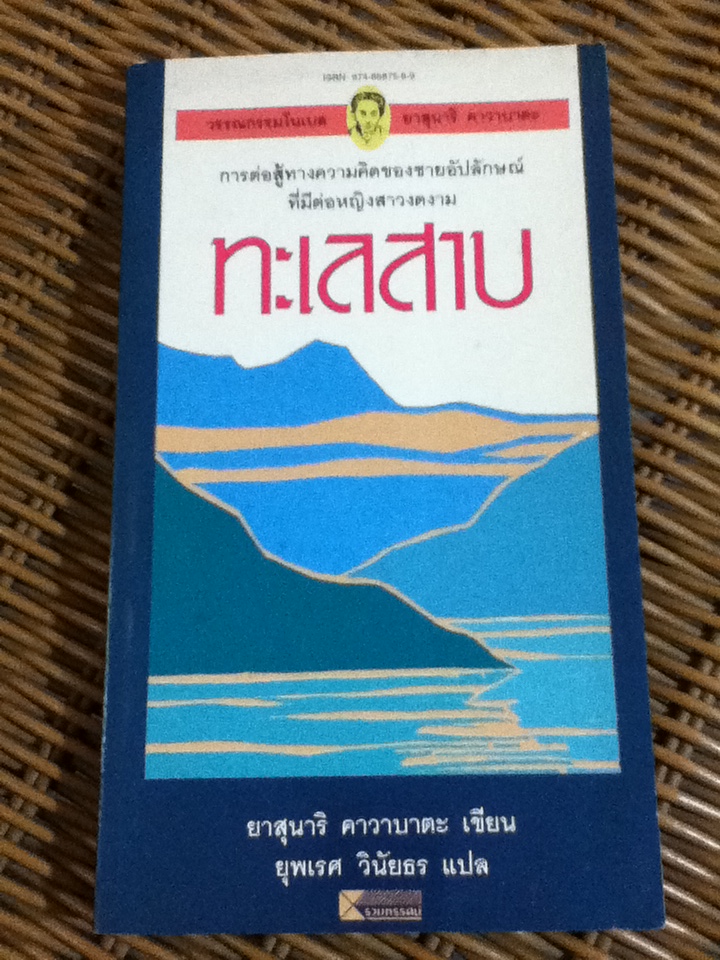 วรรณกรรมโนเบล ยาสุนาริ คาวาบาตะ
การต่อสู้ทางความคิดของชายอัปลักษณ์
ที่มีต่อหญิงสาวงดงาม
ทะเลสาบ
ยาสุนาริ คาวาบาตะ เขียน
ยุพเรศ วินัยธร แปล
รวมทรรศน์